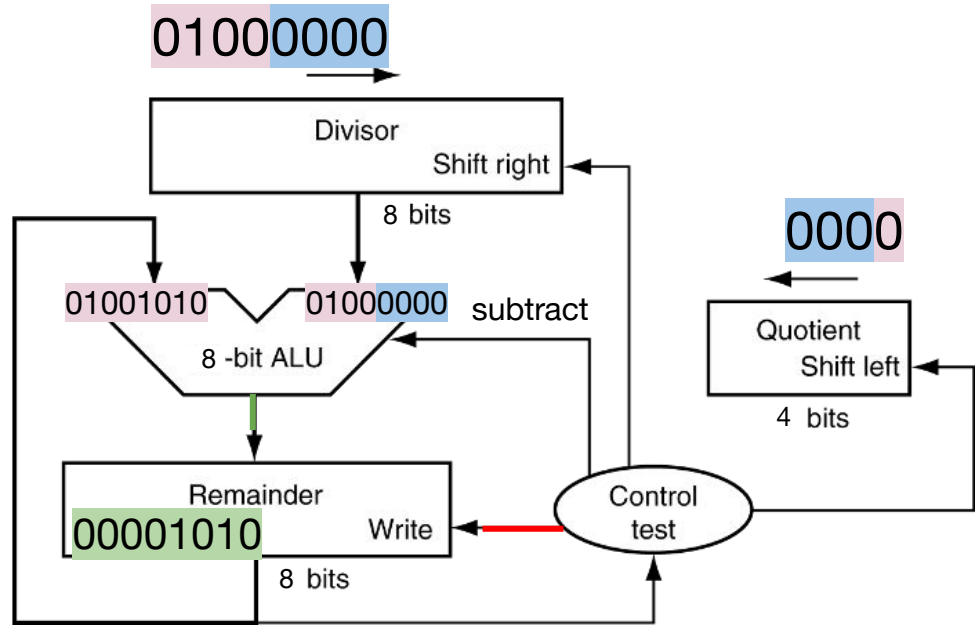 01000000
Divisor
Shift right
8 bits
0000
01001010
01000000
subtract
8 -bit ALU
Quotient
Shift left
4 bits
Remainder
Write
00001010
8 bits
Control
test